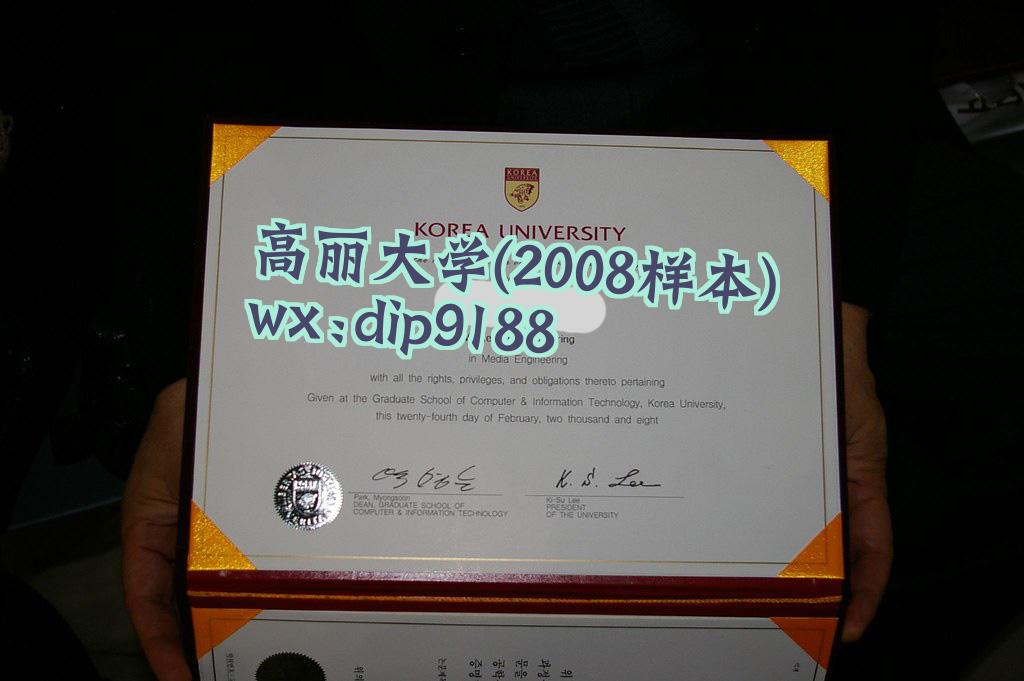 KOREA
UNIVERSITY
KOREA UNIVERSITY
高丽大学(2008样本)
wx:dip9188
in Media Engineering
with all the rights, privileges, and obligations thereto pertaining
Given at the Graduate School of Computer & Information Technology, Korea University,
this twenty-fourth day of February, two thousand and eight
K. S. Lee
Park, Myongsoon
DEAN, GRADUATE SCHOOL OF
COMPUTER & INFORMATION TECHNOLOGY
Ki-Su Lee
PRESIDENT
OF THE UNIVERSITY